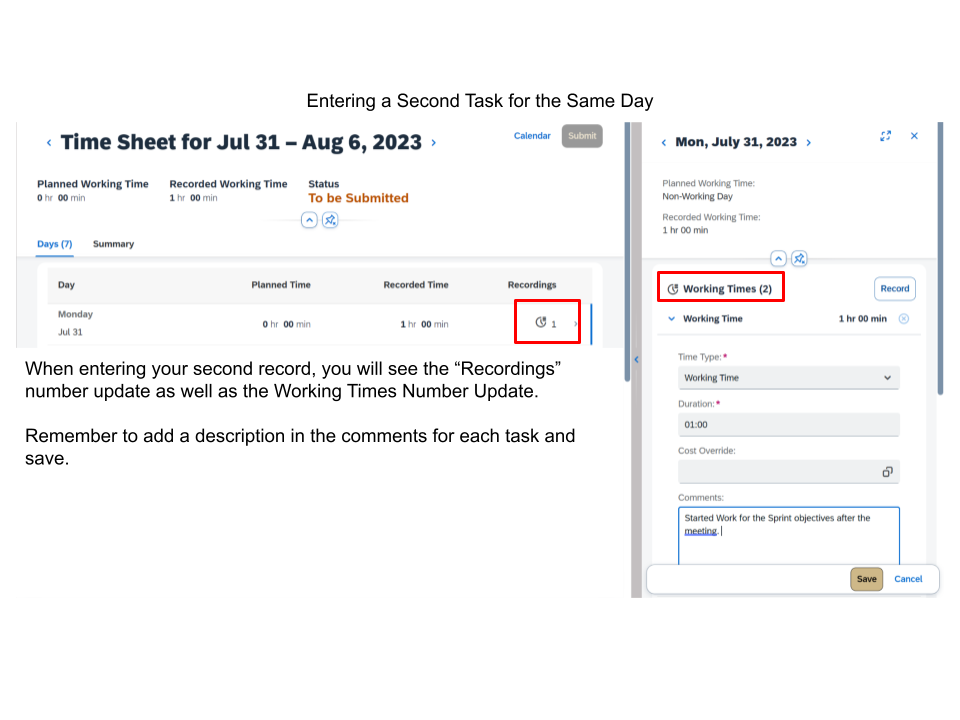 Entering a Second Task for the Same Day
Time Sheet for Jul 31 – Aug 6, 2023
Calendar
Submit
Planned Working Time
0 hr 00 min
Recorded Working Time
1 hr 00 min
Status
To be Submitted
Days (7)
Summary
Day
Planned Time
Recorded Time
Recordings
Monday
Jul 31
0 hr 00 min
1 hr 00 min
1
When entering your second record, you will see the “Recordings”
number update as well as the Working Times Number Update.
Remember to add a description in the comments for each task and
save.
Mon, July 31, 2023
Planned Working Time:
Non-Working Day
Recorded Working Time:
1 hr 00 min
Working Times (2)
Record
Working Time
1 hr 00 min
Time Type:*
Working Time
Duration:*
01:00
Cost Override:
Comments:
Started Work for the Sprint objectives after the
meeting.
Save
Cancel